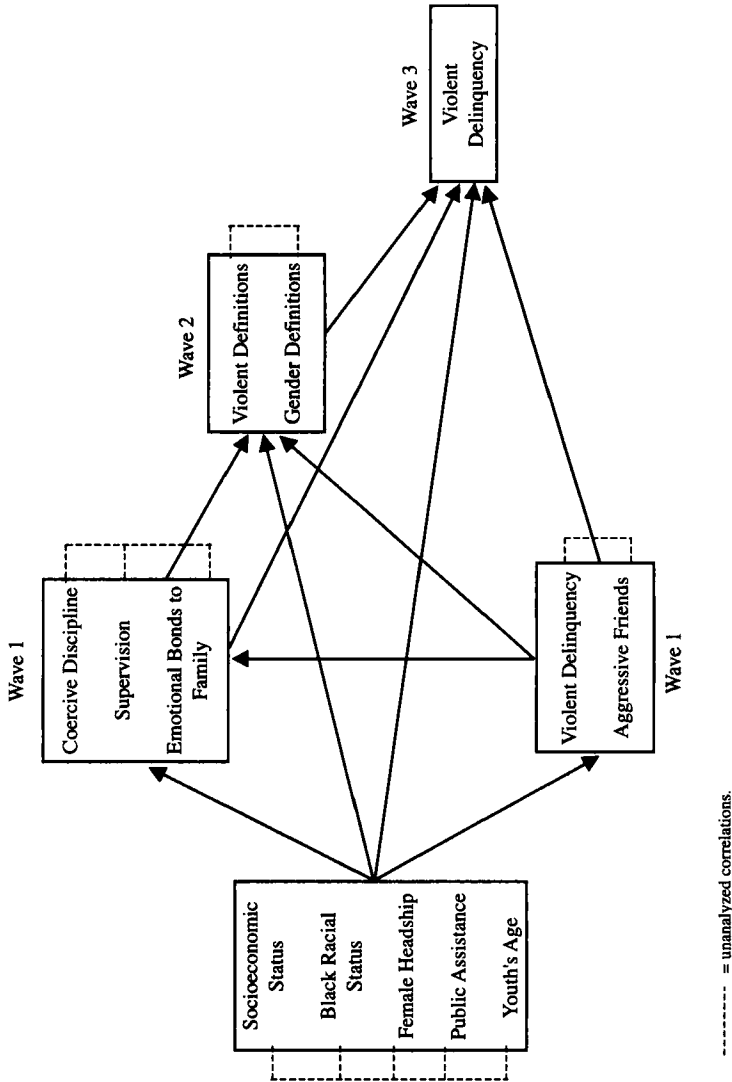 Socioeconomic
Status
Black Racial
Status
Female Headship
Public Assistance
Youth's Age
Wave 1
Coercive Discipline
Supervision
Emotional Bonds to
Family
Violent Delinquency
Aggressive Friends
Wave 1
Wave 2
Violent Definitions
Gender Definitions
Wave 3
Violent
Delinquency
-------- = unanalyzed correlations.